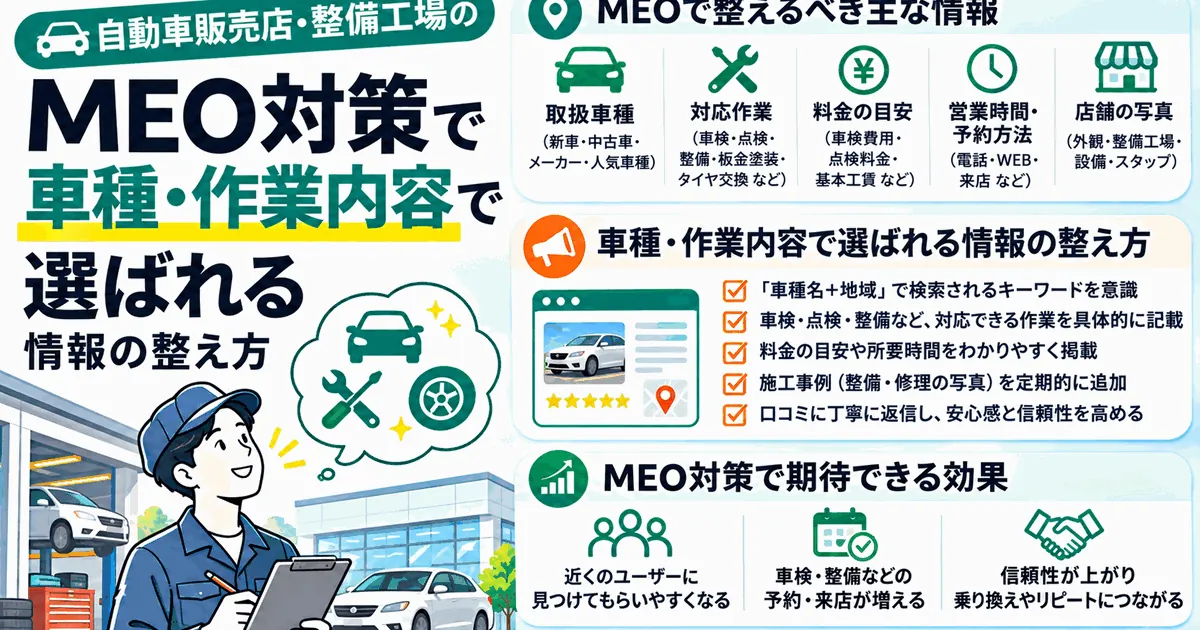 自動車販売店・整備工場の
MEO対策で
車種・作業内容で
選ばれる
情報の整え方
MEOで整えるべき主な情報
取扱車種
(新車・中古車・
メーカー・人気車種)
対応作業
(車検・点検・
整備・板金塗装・
タイヤ交換 など)
料金の目安
(車検費用・
点検料金・
基本工賃 など)
営業時間・
予約方法
(電話・WEB・
来店 など)
店舗の写真
(外観・整備工場・
設備・スタッフ)
車種・作業内容で選ばれる情報の整え方
「車種名+地域」で検索されるキーワードを意識
車検・点検・整備など、対応できる作業を具体的に記載
料金の目安や所要時間をわかりやすく掲載
施工事例(整備・修理の写真)を定期的に追加
口コミに丁寧に返信し、安心感と信頼性を高める
MEO対策で期待できる効果
近くのユーザーに
見つけてもらいやすくなる
車検・整備などの
予約・来店が増える
信頼性が上がり
乗り換えやリピートにつながる